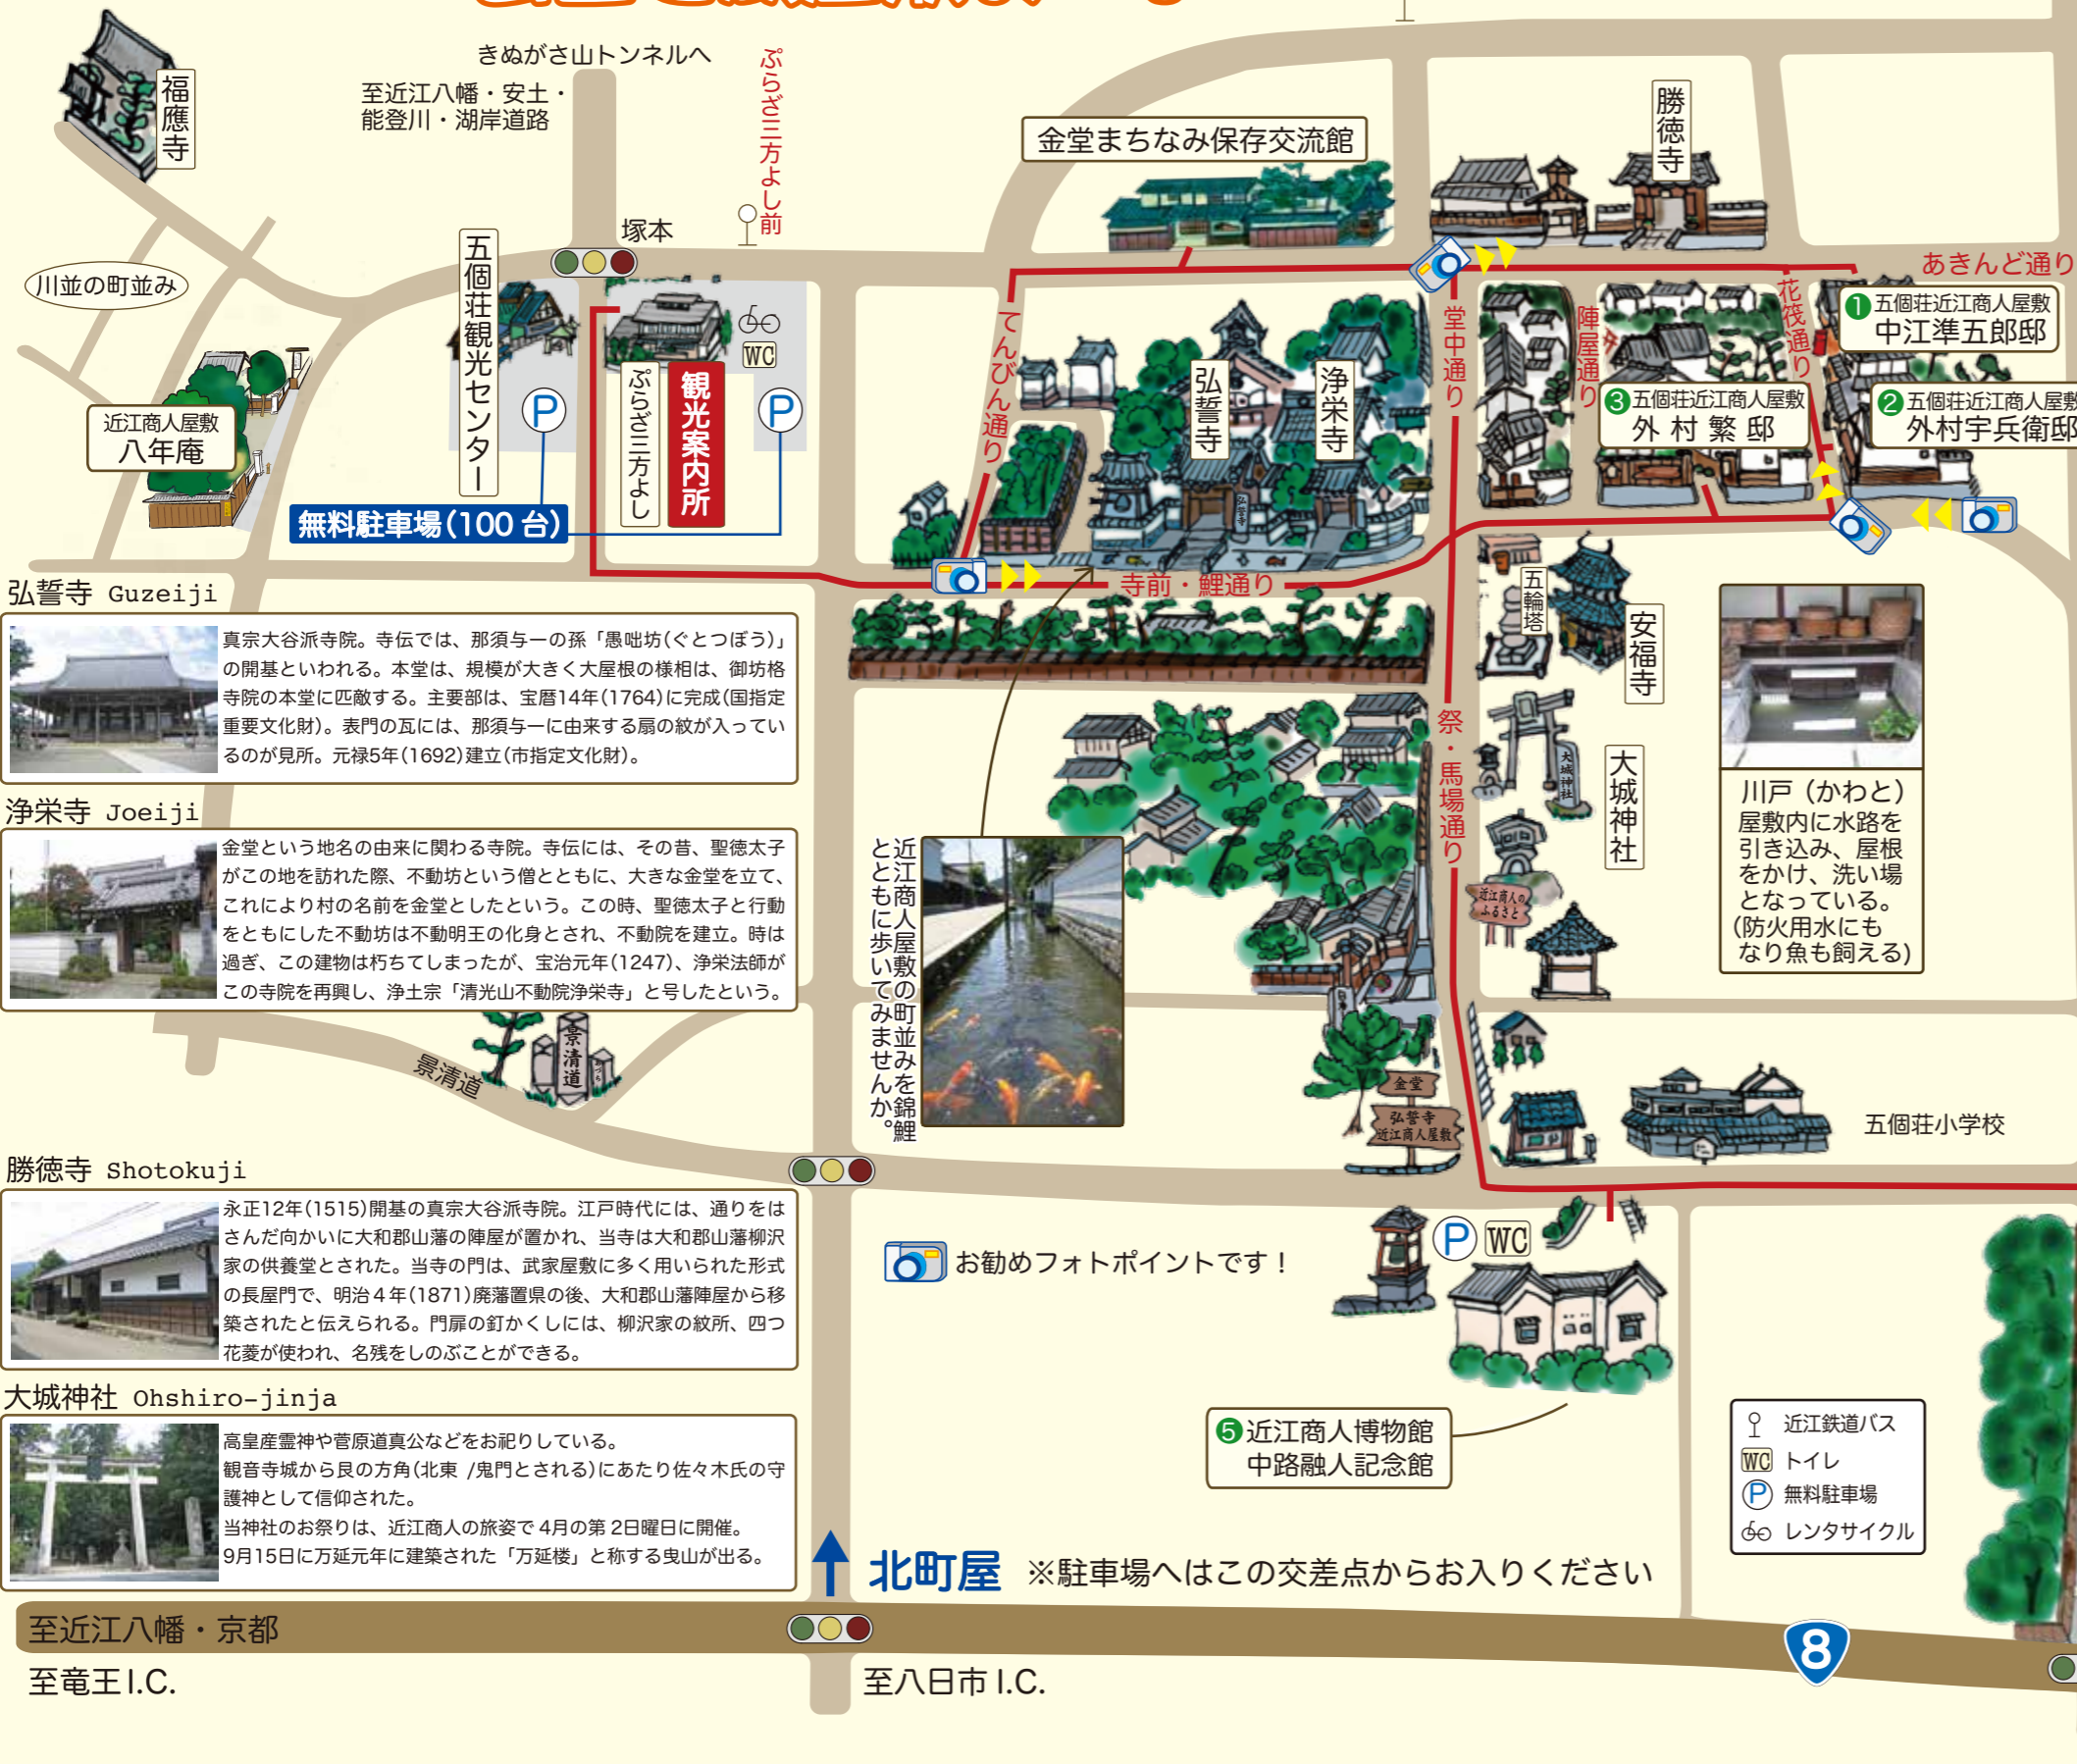 きぬがさ山トンネルへ
至近江八幡・安土・
能登川・湖岸道路
ぷらざ三方よし前
福應寺
金堂まちなみ保存交流館
勝徳寺
塚本
川並の町並み
五個荘観光センター
WC
あきんど通り
てんびん通り
堂中通り
陣屋通り
花筏通り
❶五個荘近江商人屋敷
中江準五郎邸
弘誓寺
浄栄寺
近江商人屋敷
八年庵
P
ぷらざ三方よし
観光案内所
P
❸五個荘近江商人屋敷
外村繁邸
❷五個荘近江商人屋敷
外村宇兵衛邸
弘誓寺
無料駐車場(100 台)
寺前・鯉通り
五輪塔
安福寺
弘誓寺 Guzeiji
真宗大谷派寺院。寺伝では、那須与一の孫「愚咄坊(ぐとつぼう)」
の開基といわれる。本堂は、規模が大きく大屋根の様相は、御坊格
寺院の本堂に匹敵する。主要部は、宝暦14年(1764)に完成(国指定
重要文化財)。表門の瓦には、那須与一に由来する扇の紋が入ってい
るのが見所。元禄5年(1692)建立(市指定文化財)。
祭・馬場通り
大城神社
大城神社
川戸（かわと）
屋敷内に水路を
引き込み、屋根
をかけ、洗い場
となっている。
(防火用水にも
なり魚も飼える)
浄栄寺 Joeiji
金堂という地名の由来に関わる寺院。寺伝には、その昔、聖徳太子
がこの地を訪れた際、不動坊という僧とともに、大きな金堂を立て、
これにより村の名前を金堂としたという。この時、聖徳太子と行動
をともにした不動坊は不動明王の化身とされ、不動院を建立。時は
過ぎ、この建物は朽ちてしまったが、宝治元年(1247)、浄栄法師が
この寺院を再興し、浄土宗「清光山不動院浄栄寺」と号したという。
近江商人屋敷の町並みを錦鯉
とともに歩いてみませんか。
近江商人の
ふるさと
景清道
景清道
金堂
弘誓寺
近江商人屋敷
五個荘小学校
勝徳寺 Shotokuji
永正12年(1515)開基の真宗大谷派寺院。江戸時代には、通りをは
さんだ向かいに大和郡山藩の陣屋が置かれ、当寺は大和郡山藩柳沢
家の供養堂とされた。当寺の門は、武家屋敷に多く用いられた形式
の長屋門で、明治４年(1871)廃藩置県の後、大和郡山藩陣屋から移
築されたと伝えられる。門扉の釘かくしには、柳沢家の紋所、四つ
花菱が使われ、名残をしのぶことができる。
お勧めフォトポイントです！
P
WC
大城神社 Ohshiro-jinja
高皇産霊神や菅原道真公などをお祀りしている。
観音寺城から艮の方角(北東 /鬼門とされる)にあたり佐々木氏の守
護神として信仰された。
当神社のお祭りは、近江商人の旅姿で 4月の第 2日曜日に開催。
9月15日に万延元年に建築された「万延楼」と称する曳山が出る。
❺近江商人博物館
中路融人記念館
近江鉄道バス
WC トイレ
P 無料駐車場
レンタサイクル
北町屋 ※駐車場へはこの交差点からお入りください
至近江八幡・京都
8
至竜王I.C.
至八日市 I.C.